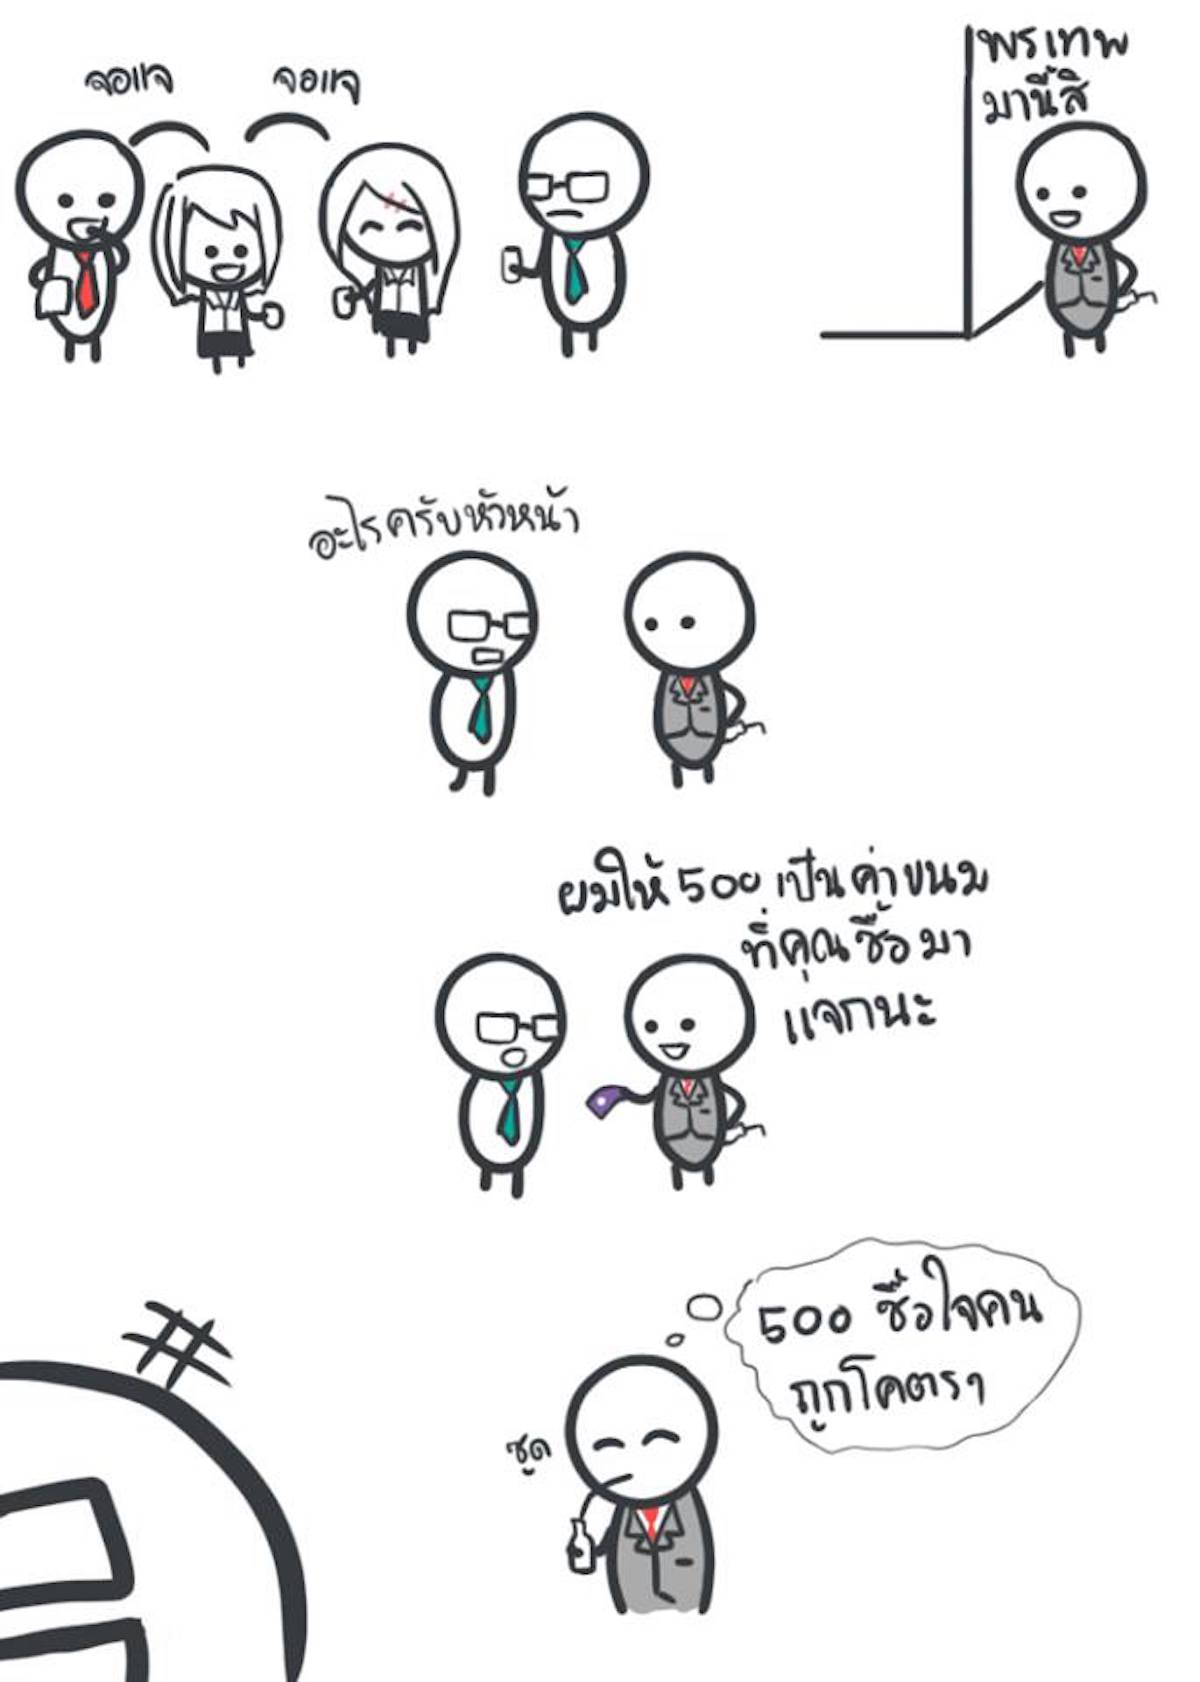 จอแจ
จอแจ
พรเทพ
มานี่สิ
อะไรครับหัวหน้า
ผมให้ 500 เป็นค่าขนม
ที่คุณซื้อมา
แจกนะ
500 ซื้อใจคน
ถูกโคตรๆ
ซูด